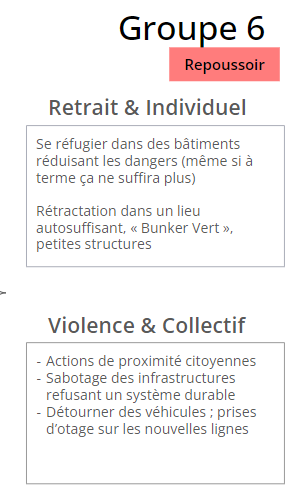 Groupe 6
Repoussoir
Retrait & Individuel
Se réfugier dans des bâtiments
réduisant les dangers (même si à
terme ça ne suffira plus)
Rétractation dans un lieu
autosuffisant, « Bunker Vert »,
petites structures
Violence & Collectif
- Actions de proximité citoyennes
- Sabotage des infrastructures
refusant un système durable
- Détourner des véhicules ; prises
d'otage sur les nouvelles lignes